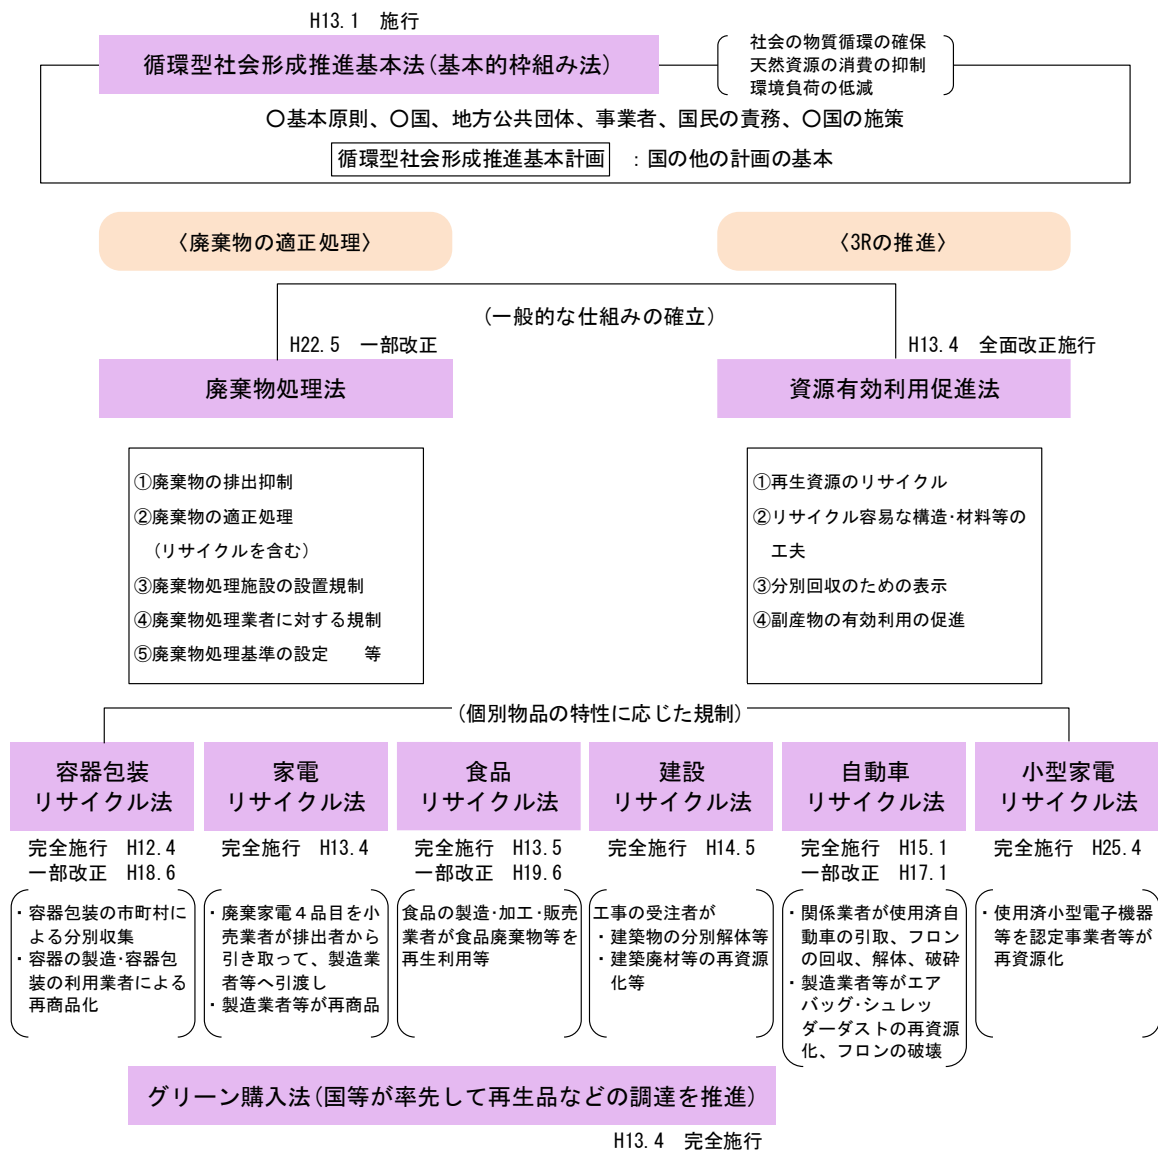 H13.1 施行
循環型社会形成推進基本法(基本的枠組み法)
社会の物質循環の確保
天然資源の消費の抑制
環境負荷の低減
〇基本原則、〇国、地方公共団体、事業者、国民の責務、〇国の施策
循環型社会形成推進基本計画 : 国の他の計画の基本
〈廃棄物の適正処理〉
〈3Rの推進〉
(一般的な仕組みの確立)
H22.5 一部改正
H13.4 全面改正施行
廃棄物処理法
資源有効利用促進法
①廃棄物の排出抑制
②廃棄物の適正処理
(リサイクルを含む)
③廃棄物処理施設の設置規制
④廃棄物処理業者に対する規制
⑤廃棄物処理基準の設定 等
①再生資源のリサイクル
②リサイクル容易な構造・材料等の
工夫
③分別回収のための表示
④副産物の有効利用の促進
(個別物品の特性に応じた規制)
容器包装
リサイクル法
完全施行 H12.4
一部改正 H18.6
・容器包装の市町村に
よる分別収集
・容器の製造・容器包
装の利用業者による
再商品化
家電
リサイクル法
完全施行 H13.4
・廃棄家電４品目を小
売業者が排出者から
引き取って、製造業
者等へ引渡し
・製造業者等が再商品
食品
リサイクル法
完全施行 H13.5
一部改正 H19.6
食品の製造・加工・販売
業者が食品廃棄物等を
再生利用等
建設
リサイクル法
完全施行 H14.5
工事の受注者が
・建築物の分別解体等
・建築廃材等の再資源
化等
自動車
リサイクル法
完全施行 H15.1
一部改正 H17.1
・関係業者が使用済自
動車の引取、フロン
の回収、解体、破砕
・製造業者等がエア
バッグ・シュレッ
ダーダストの再資源
化、フロンの破壊
小型家電
リサイクル法
完全施行 H25.4
・使用済小型電子機器
等を認定事業者等が
再資源化
グリーン購入法(国等が率先して再生品などの調達を推進)
H13.4 完全施行